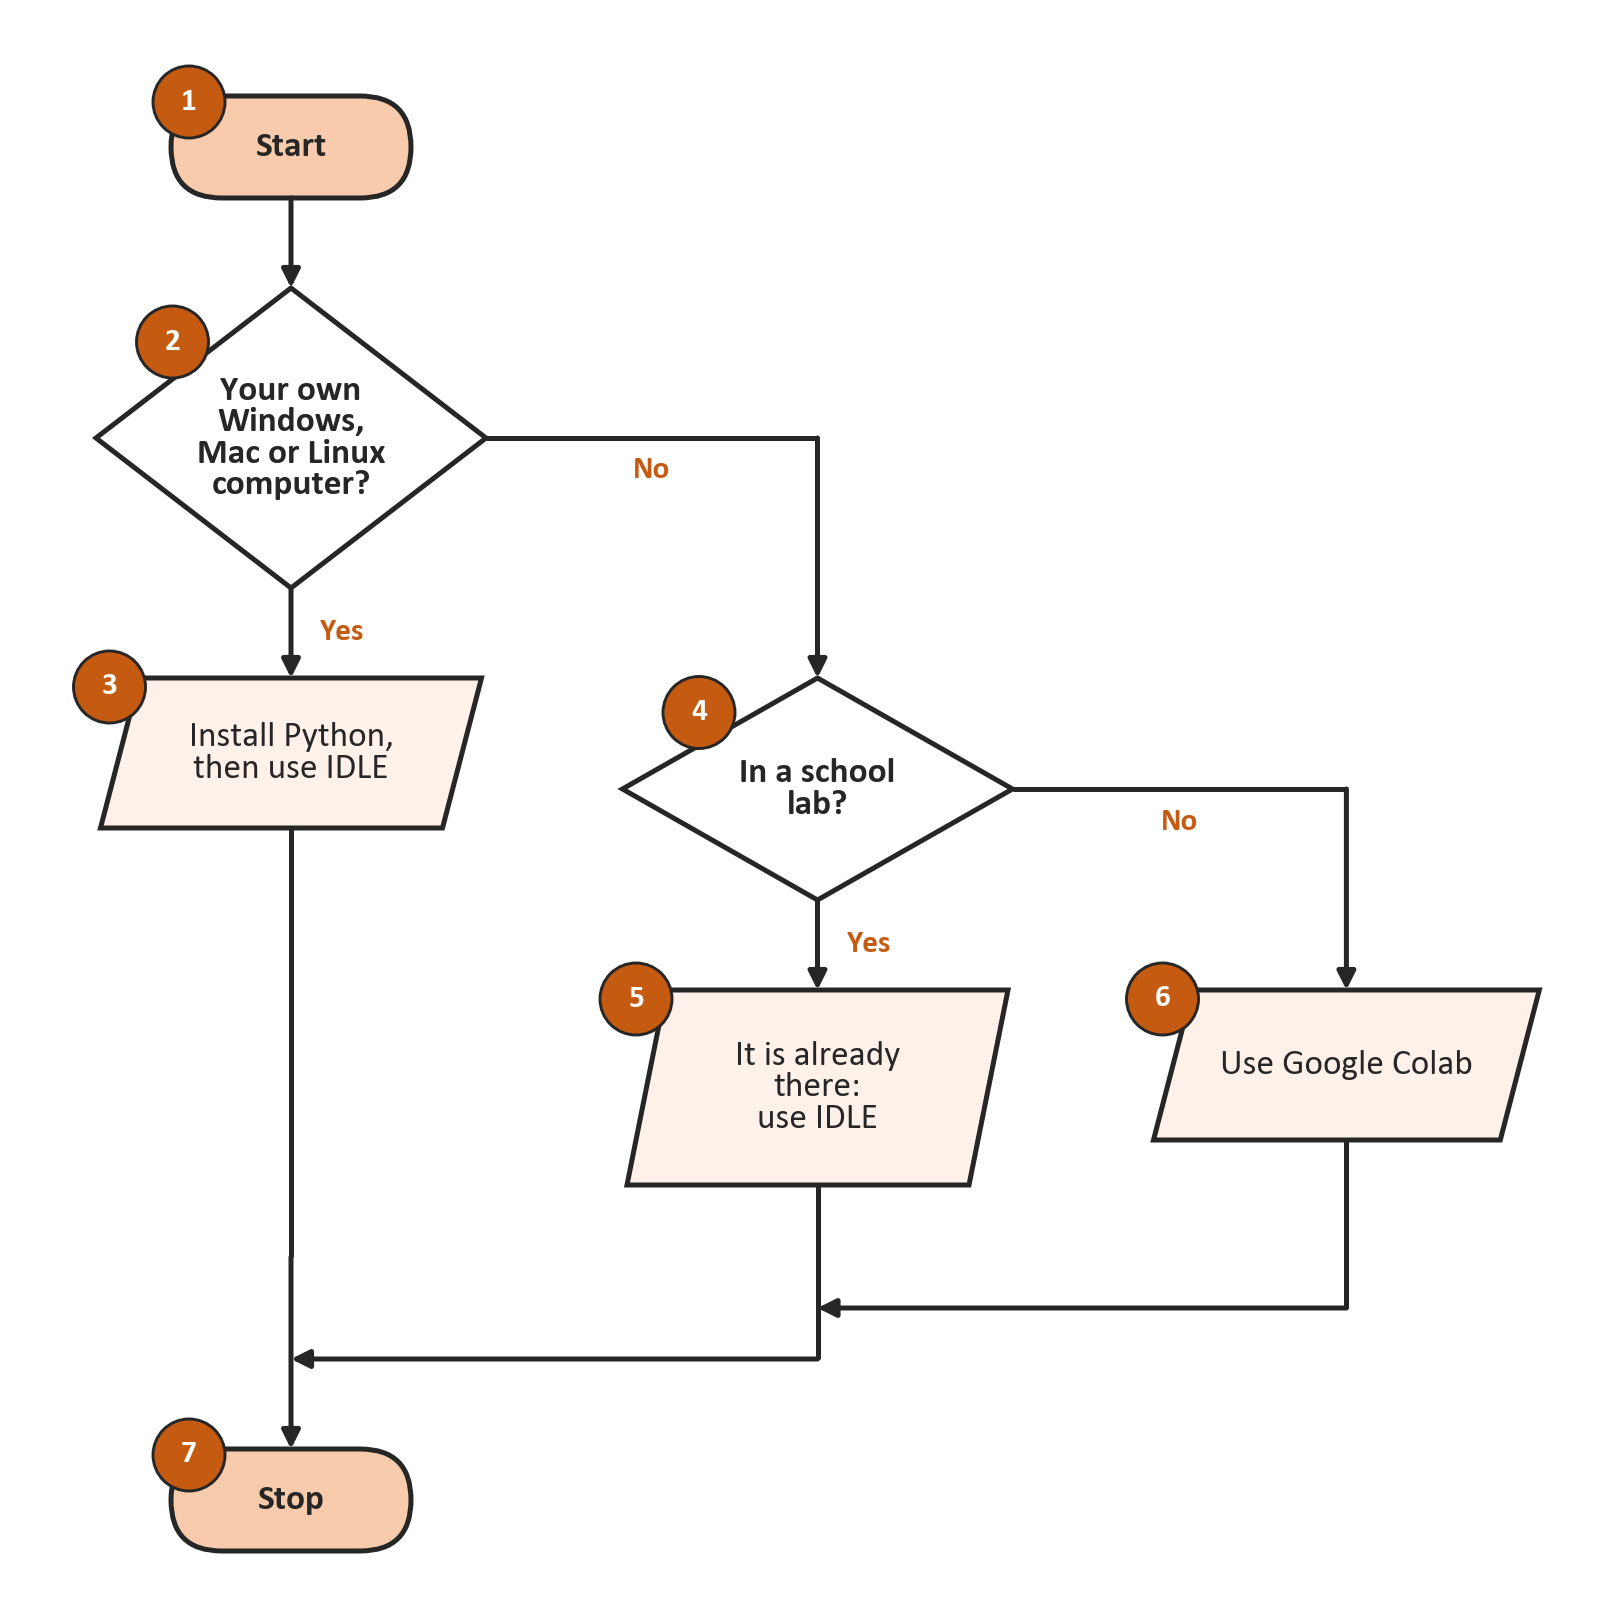 1
Start
2
Your own
Windows,
Mac or Linux
computer?
No
Yes
3
Install Python,
then use IDLE
4
In a school
lab?
No
Yes
5
It is already
there:
use IDLE
6
Use Google Colab
7
Stop